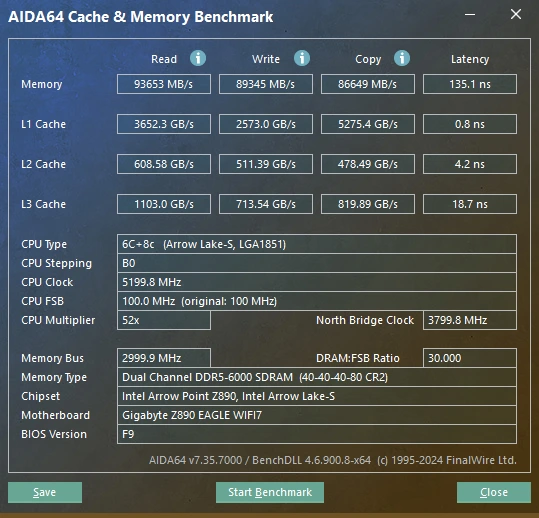 AIDA64 Cache & Memory Benchmark
Read Write Copy Latency
Memory 93653 MB/s 89345 MB/s 86649 MB/s 135.1 ns
L1 Cache 3652.3 GB/s 2573.0 GB/s 5275.4 GB/s 0.8 ns
L2 Cache 608.58 GB/s 511.39 GB/s 478.49 GB/s 4.2 ns
L3 Cache 1103.0 GB/s 713.54 GB/s 819.89 GB/s 18.7 ns
CPU Type 6C+8c (Arrow Lake-S, LGA1851)
CPU Stepping B0
CPU Clock 5199.8 MHz
CPU FSB 100.0 MHz (original: 100 MHz)
CPU Multiplier 52x North Bridge Clock 3799.8 MHz
Memory Bus 2999.9 MHz DRAM:FSB Ratio 30.000
Memory Type Dual Channel DDR5-6000 SDRAM (40-40-40-80 CR2)
Chipset Intel Arrow Point Z890, Intel Arrow Lake-S
Motherboard Gigabyte Z890 EAGLE WIFI7
BIOS Version F9
AIDA64 v7.35.7000 / BenchDLL 4.6.900.8-x64 (c) 1995-2024 FinalWire Ltd.
Save Start Benchmark Close